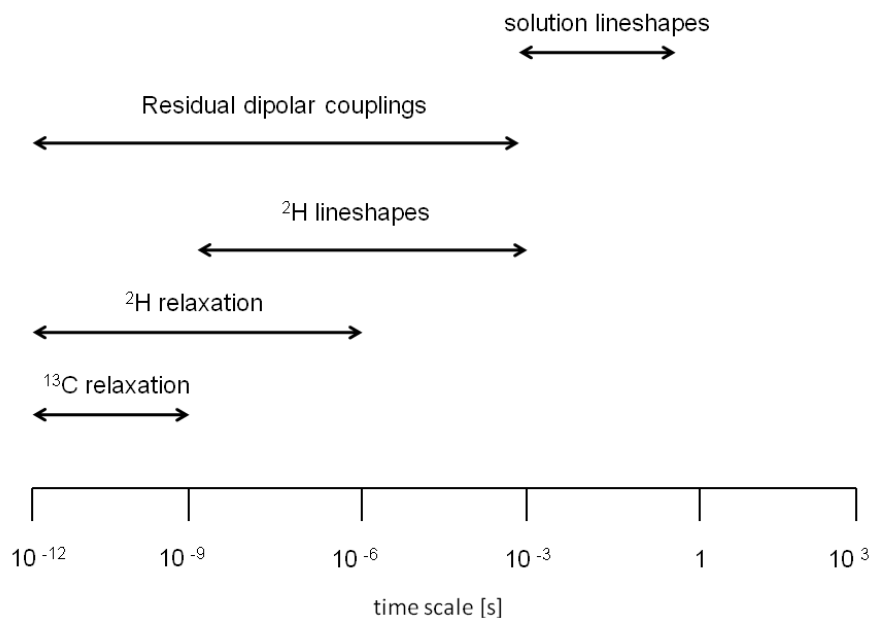 solution lineshapes
Residual dipolar couplings
²H lineshapes
²H relaxation
¹³C relaxation
10⁻¹² 10⁻⁹ 10⁻⁶ 10⁻³ 1 10³
time scale [s]